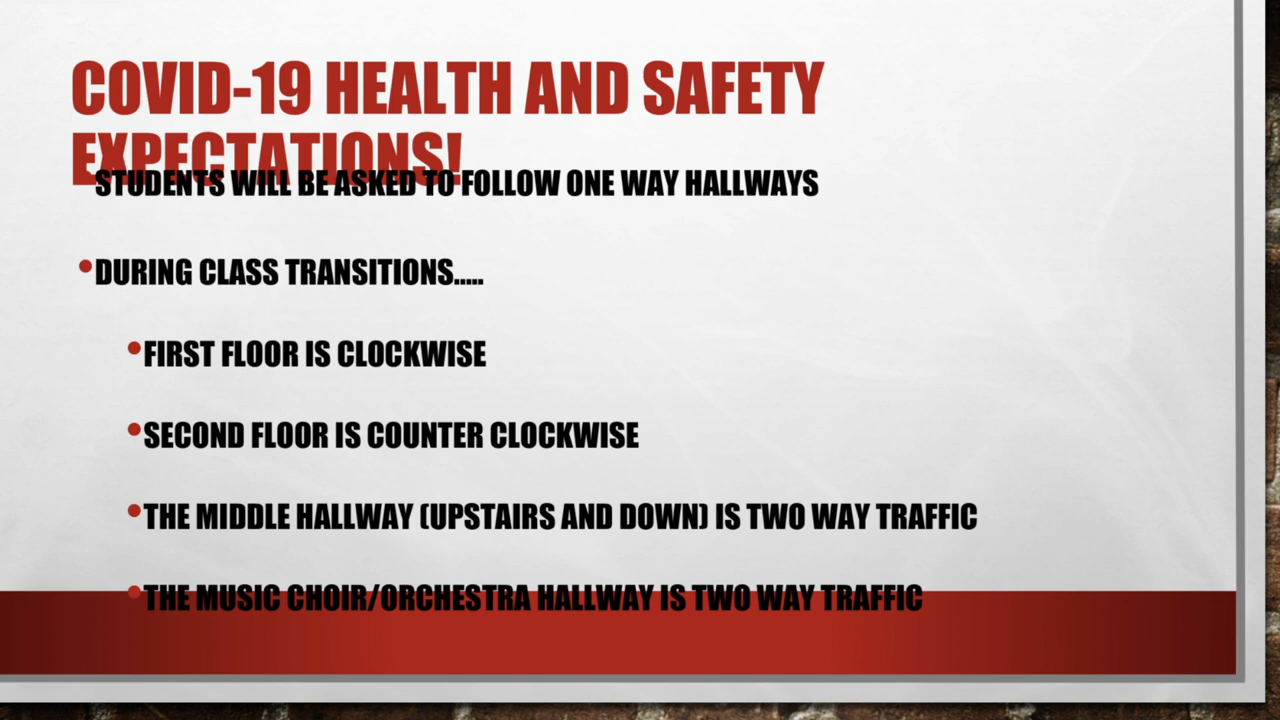 COVID-19 HEALTH AND SAFETY
EXPECTATIONS!
STUDENTS WILL BE ASKED TO FOLLOW ONE WAY HALLWAYS
•DURING CLASS TRANSITIONS.....
•FIRST FLOOR IS CLOCKWISE
•SECOND FLOOR IS COUNTER CLOCKWISE
•THE MIDDLE HALLWAY (UPSTAIRS AND DOWN) IS TWO WAY TRAFFIC
•THE MUSIC CHOIR/ORCHESTRA HALLWAY IS TWO WAY TRAFFIC